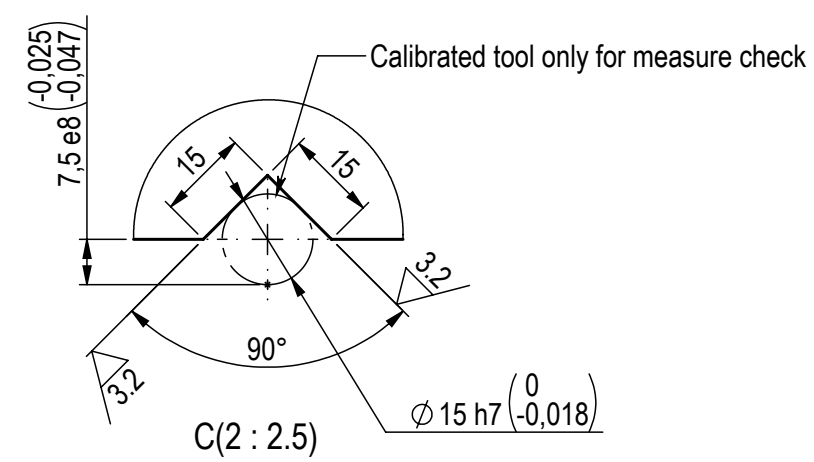 Calibrated tool only for measure check
7,5 e8 (-0,025
-0,047)
15
15
3.2
90°
3.2
⌀ 15 h7 (0
-0,018)
C(2 : 2.5)